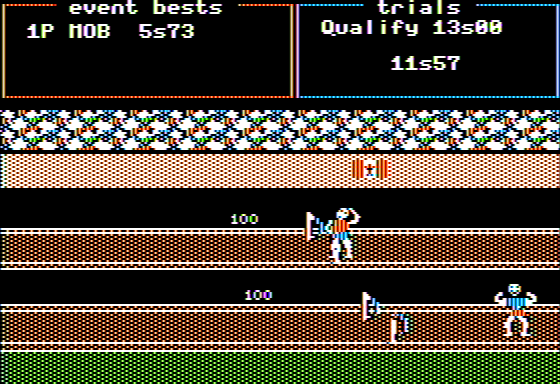 event bests
1P MOB 5s73
trials
Qualify 13s00
11s57
100
100